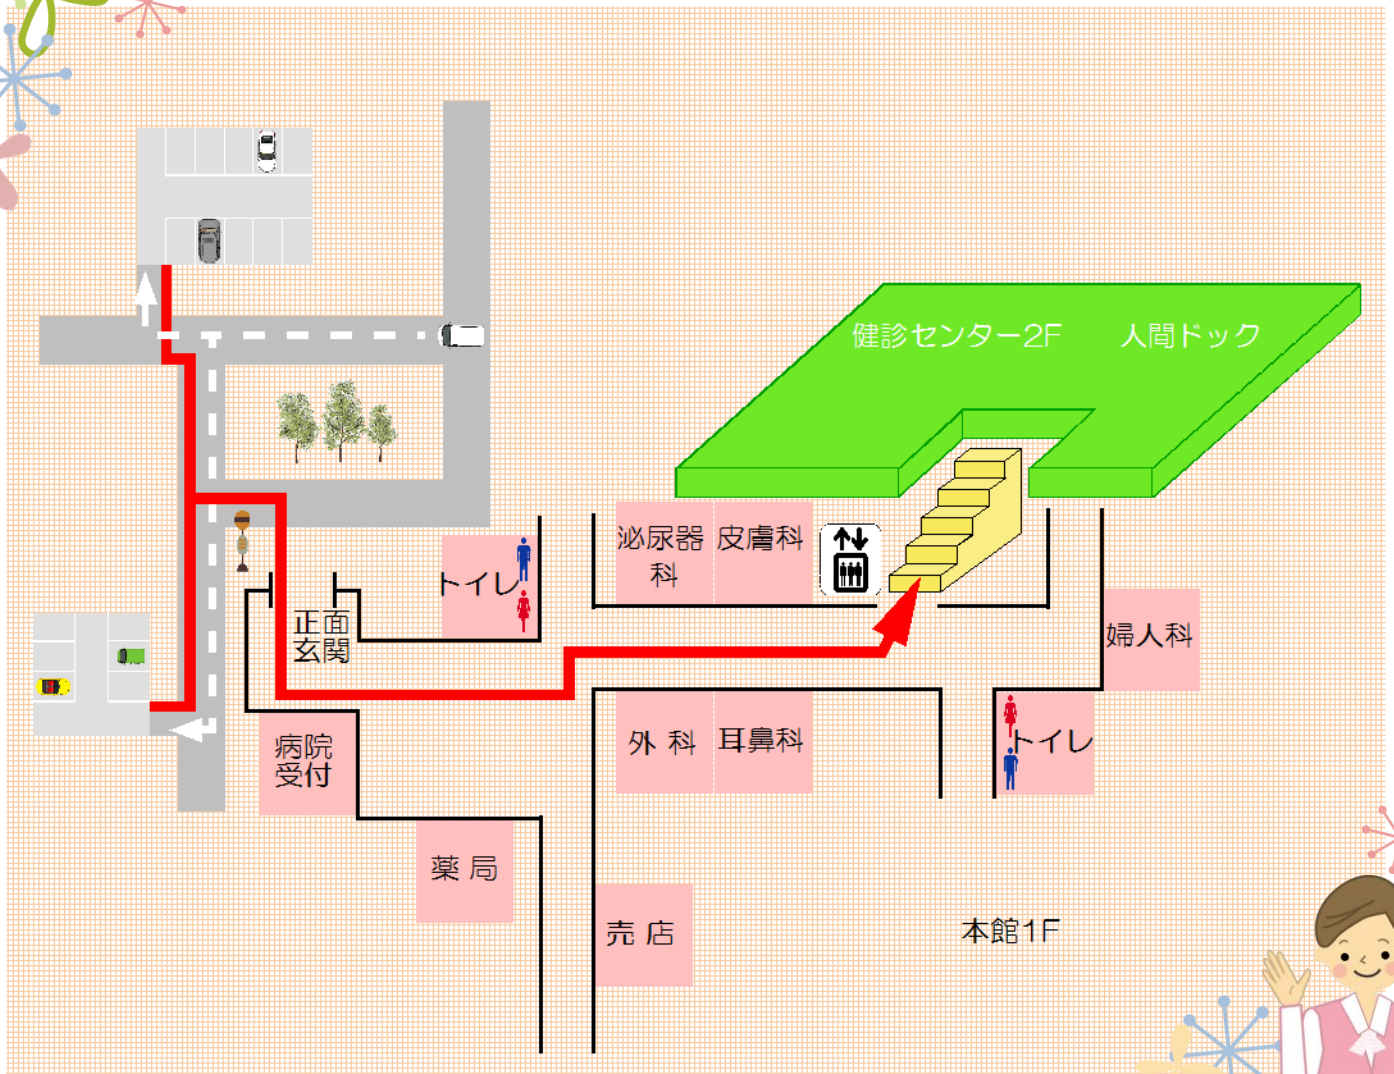 健診センター2F 人間ドック
泌尿器
科
皮膚科
トイレ
正面
玄関
婦人科
外 科
耳鼻科
トイレ
病院
受付
薬 局
売 店
本館1F